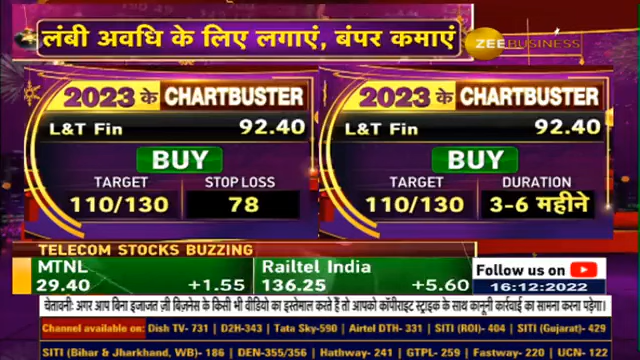 लंबी अवधि के लिए लगाएं, बंपर कमाएं
ZEE BUSINESS
2023 के CHARTBUSTER
L&T Fin 92.40
BUY
TARGET STOP LOSS
110/130 78
2023 के CHARTBUSTER
L&T Fin 92.40
BUY
TARGET DURATION
110/130 3-6 महीने
TELECOM STOCKS BUZZING
MTNL
29.40 +1.55
Railtel India
136.25 +5.60
Follow us on
16:12:2022
चेतावनी: अगर आप बिना इजाजत ज़ी बिज़नेस के किसी भी वीडियो का इस्तेमाल करते हैं तो आपको कॉपीराइट स्ट्राइक के साथ कानूनी कार्रवाई का सामना करना पड़ेगा।
Channel available on: Dish TV- 731 | D2H-343 | Tata Sky-590 | Airtel DTH- 331 | SITI (ROI) - 404 | SITI (Gujarat)- 429
SITI (Bihar & Jharkhand, WB)- 186 | DEN-355/356 | Hathway- 241 | GTPL- 259 | Fastway- 220 | UCN- 122